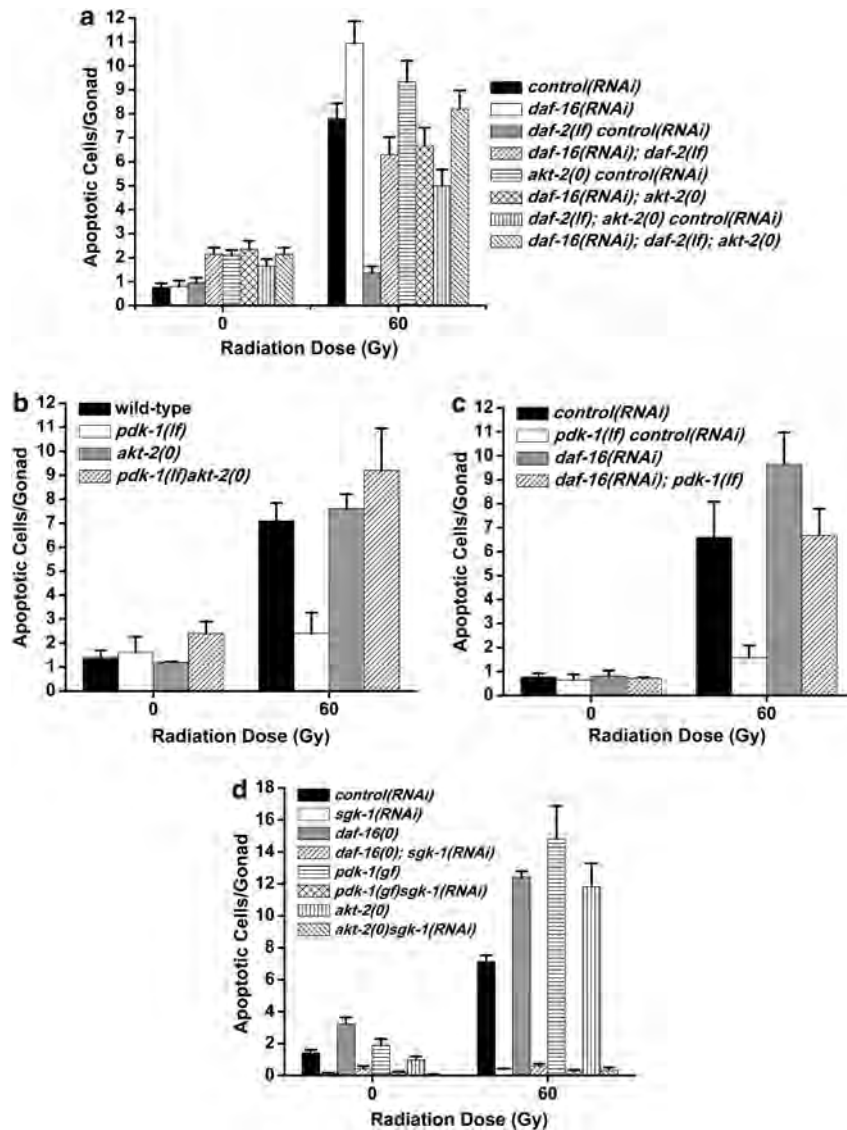 a
Apoptotic Cells/Gonad
12
11
10
9
8
7
6
5
4
3
2
1
0
0
60
Radiation Dose (Gy)
control(RNAi)
daf-16(RNAi)
daf-2(lf) control(RNAi)
daf-16(RNAi); daf-2(lf)
akt-2(0) control(RNAi)
daf-16(RNAi); akt-2(0)
daf-2(lf); akt-2(0) control(RNAi)
daf-16(RNAi); daf-2(lf); akt-2(0)
b
Apoptotic Cells/Gonad
12
11
10
9
8
7
6
5
4
3
2
1
0
wild-type
pdk-1(lf)
akt-2(0)
pdk-1(lf)akt-2(0)
0
60
Radiation Dose (Gy)
c
Apoptotic Cells/Gonad
12
11
10
9
8
7
6
5
4
3
2
1
0
control(RNAi)
pdk-1(lf) control(RNAi)
daf-16(RNAi)
daf-16(RNAi); pdk-1(lf)
0
60
Radiation Dose (Gy)
d
Apoptotic Cells/Gonad
18
16
14
12
10
8
6
4
2
0
control(RNAi)
sgk-1(RNAi)
daf-16(0)
daf-16(0); sgk-1(RNAi)
pdk-1(gf)
pdk-1(gf)sgk-1(RNAi)
akt-2(0)
akt-2(0)sgk-1(RNAi)
0
60
Radiation Dose (Gy)